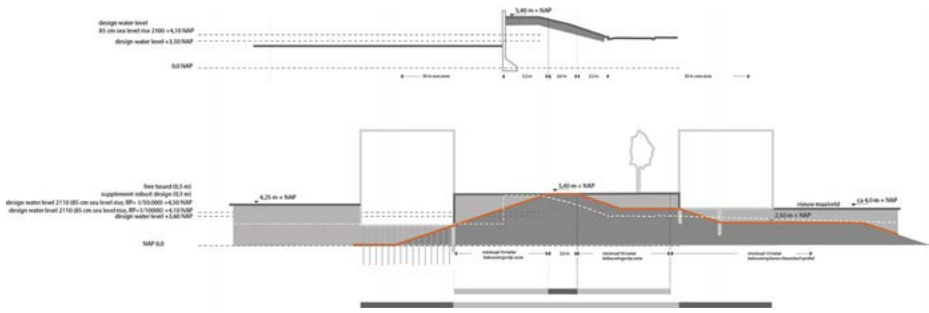 design water level
85 cm sea level rise 2100 +4,10 NAP
design water level +3,50 NAP
0,0 NAP
5,40 m + NAP
free board (0,5 m)
supplement robust design (0,3 m)
design water level 2110 (85 cm sea level rise, RP= 1/50.000) +4,50 NAP
design water level 2110 (85 cm sea level rise, RP=1/10000) +4,10 NAP
design water level +3.60 NAP
NAP 0,0
4,25 m + NAP
5,40 m + NAP
nieuw maaiveld
ca 4,0 m + NAP
2,50 m + NAP